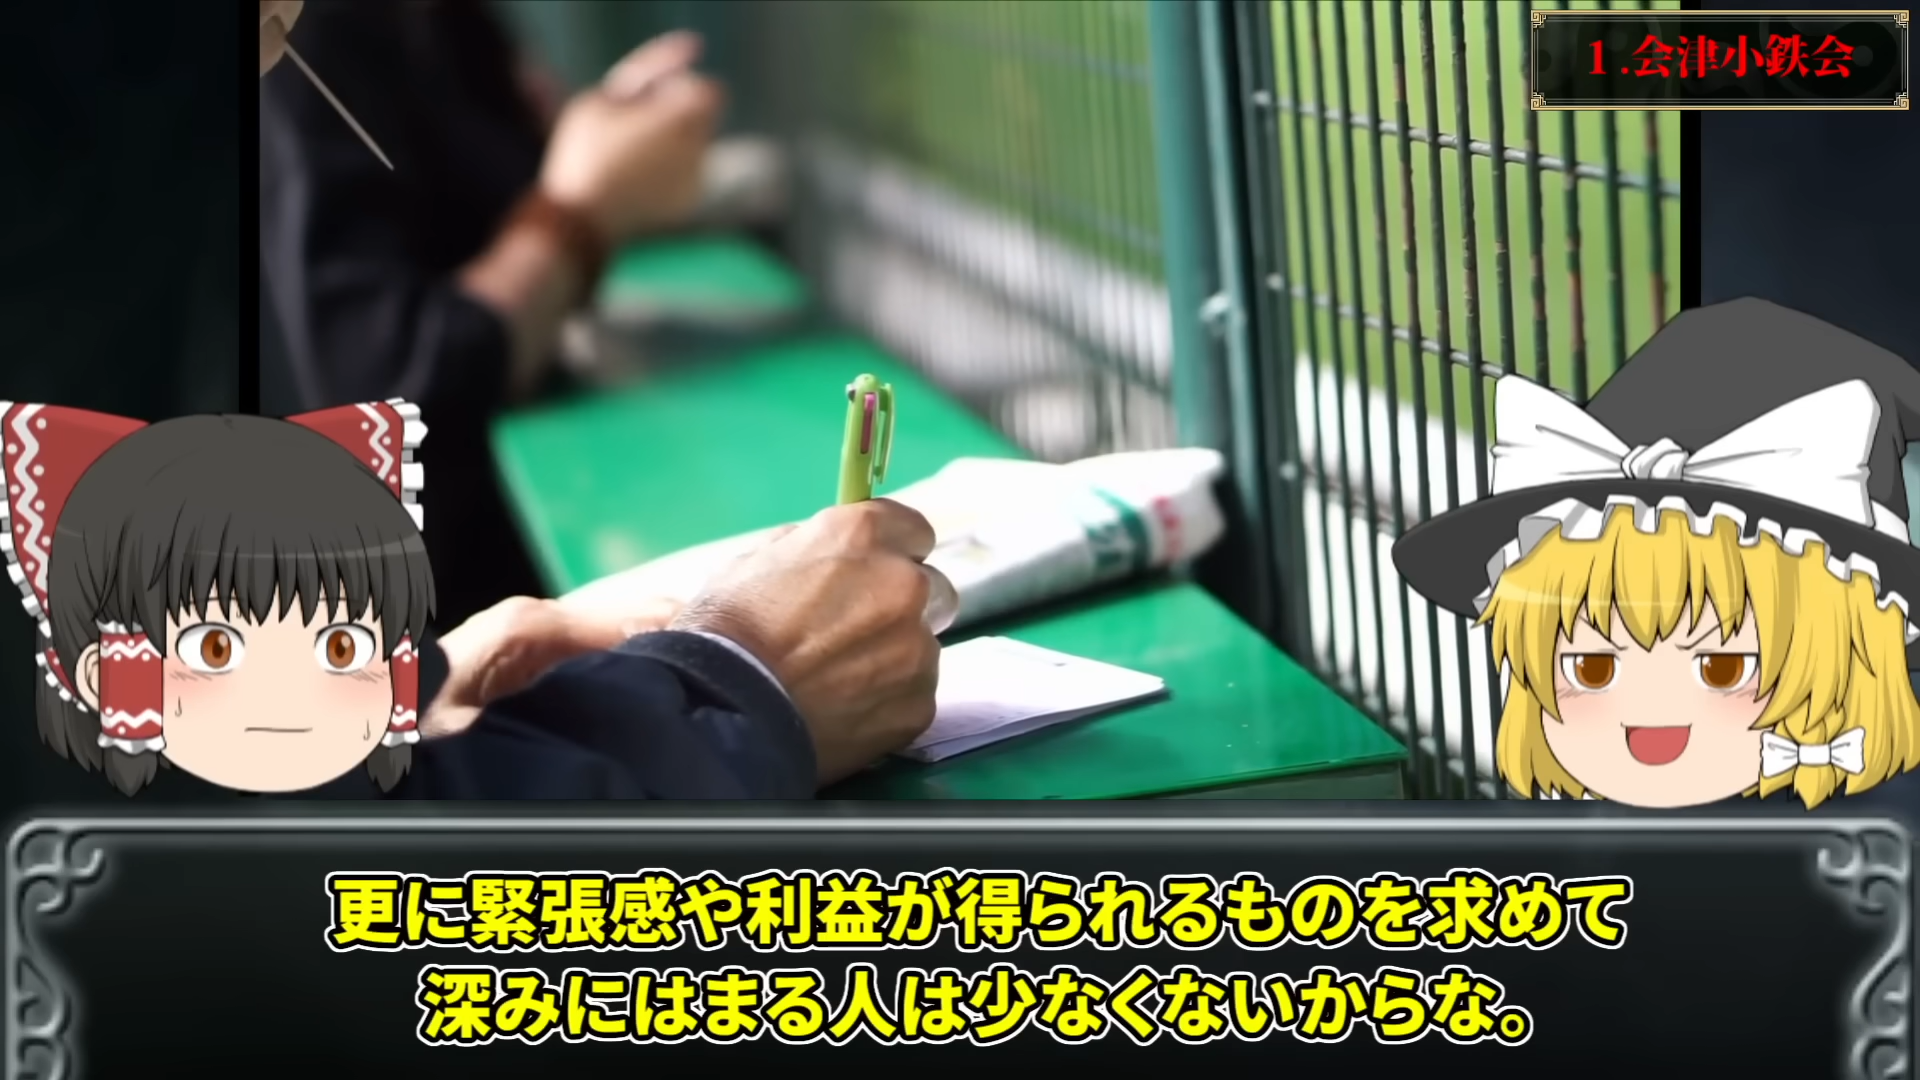 1.会津小鉄会
更に緊張感や利益が得られるものを求めて
深みにはまる人は少なくないからな。